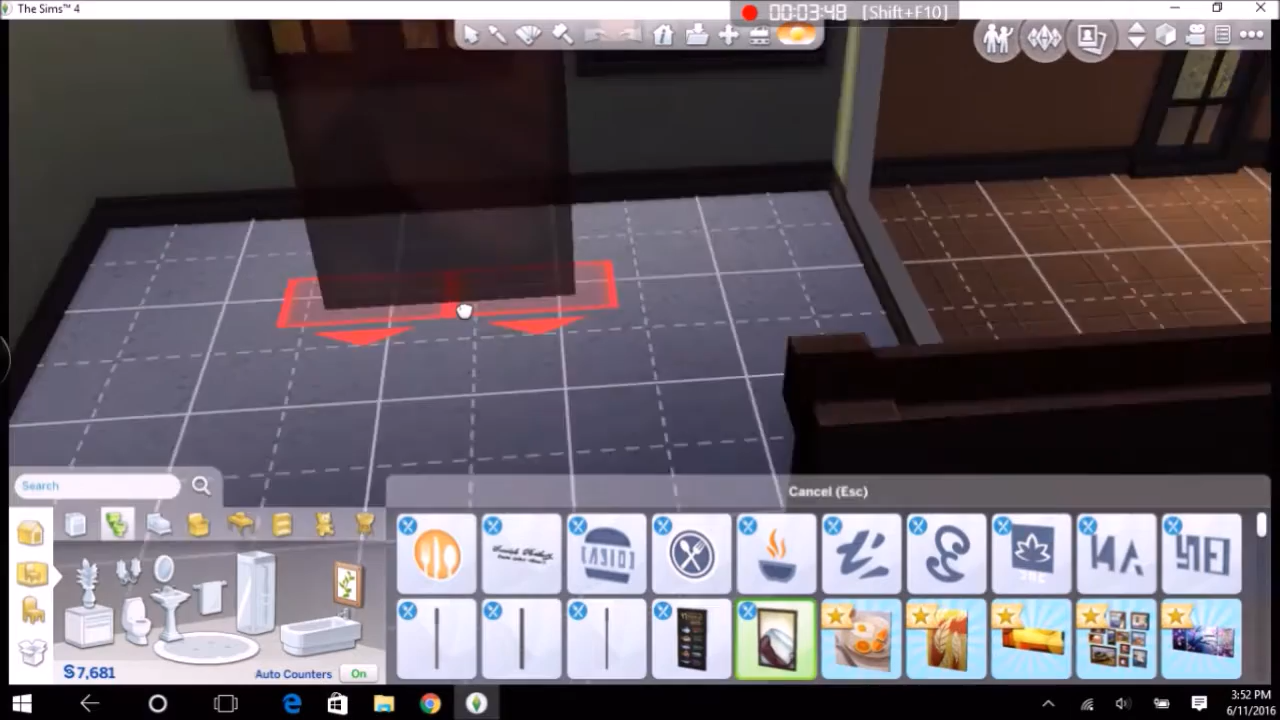 The Sims™ 4
00:03:48 [Shift+F10]
Search
Cancel (Esc)
§7,681
Auto Counters
On
3:52 PM
6/11/2016